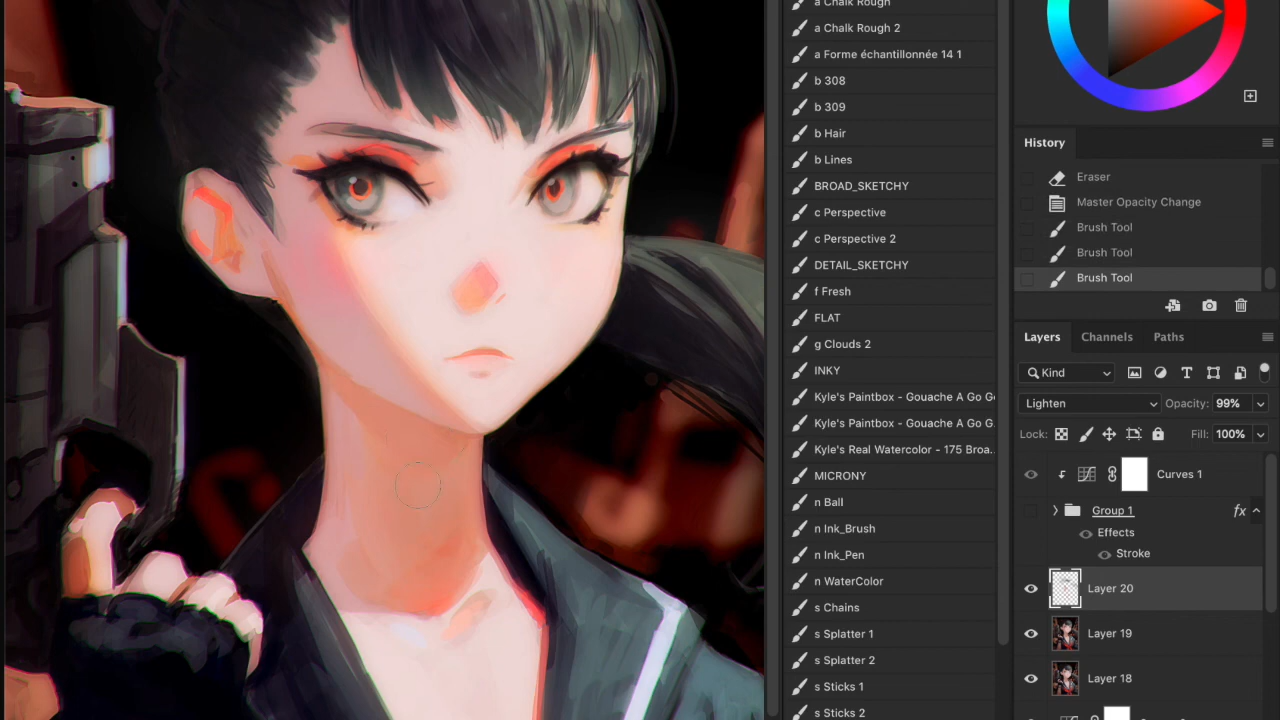 a Chalk Rough
a Chalk Rough 2
a Forme échantillonnée 14 1
b 308
b 309
b Hair
b Lines
BROAD_SKETCHY
c Perspective
c Perspective 2
DETAIL_SKETCHY
f Fresh
FLAT
g Clouds 2
INKY
Kyle's Paintbox - Gouache A Go G
Kyle's Paintbox - Gouache A Go G.
Kyle's Real Watercolor - 175 Broa..
MICRONY
n Ball
n Ink_Brush
n Ink_Pen
n WaterColor
s Chains
s Splatter 1
s Splatter 2
s Sticks 1
s Sticks 2
History
Eraser
Master Opacity Change
Brush Tool
Brush Tool
Brush Tool
Layers Channels Paths
Kind
Lighten Opacity: 99%
Lock: Fill: 100%
Curves 1
Group 1 fx
Effects
Stroke
Layer 20
Layer 19
Layer 18